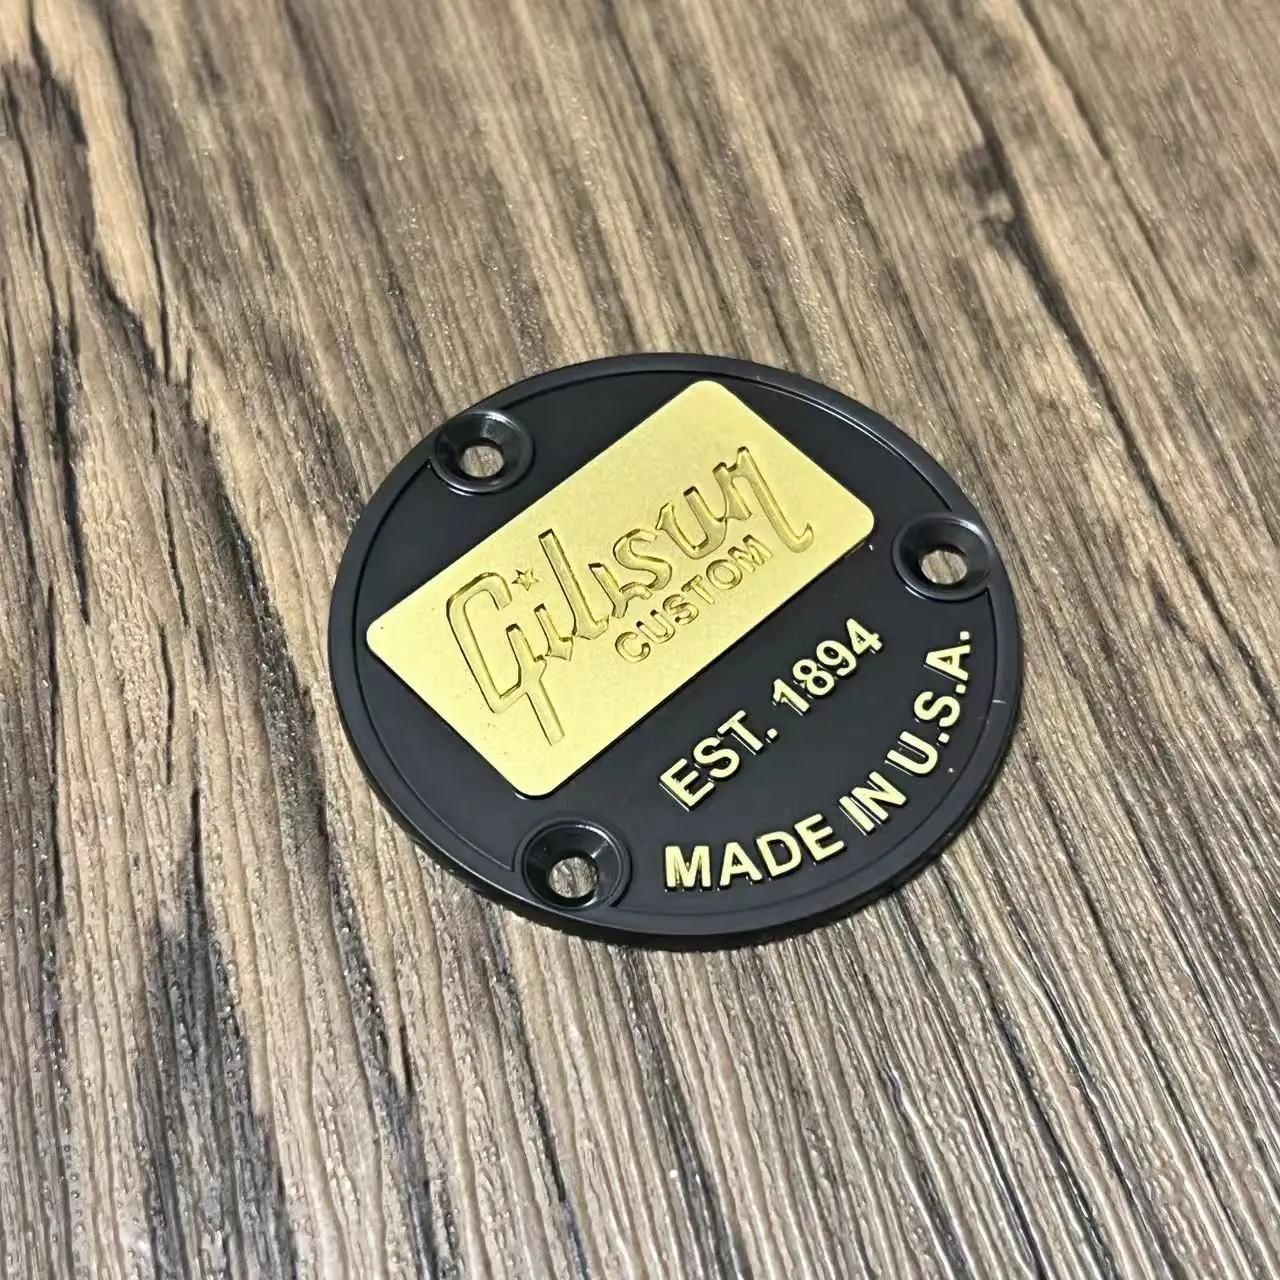 Gibson
CUSTOM
EST. 1894
MADE IN U.S.A.